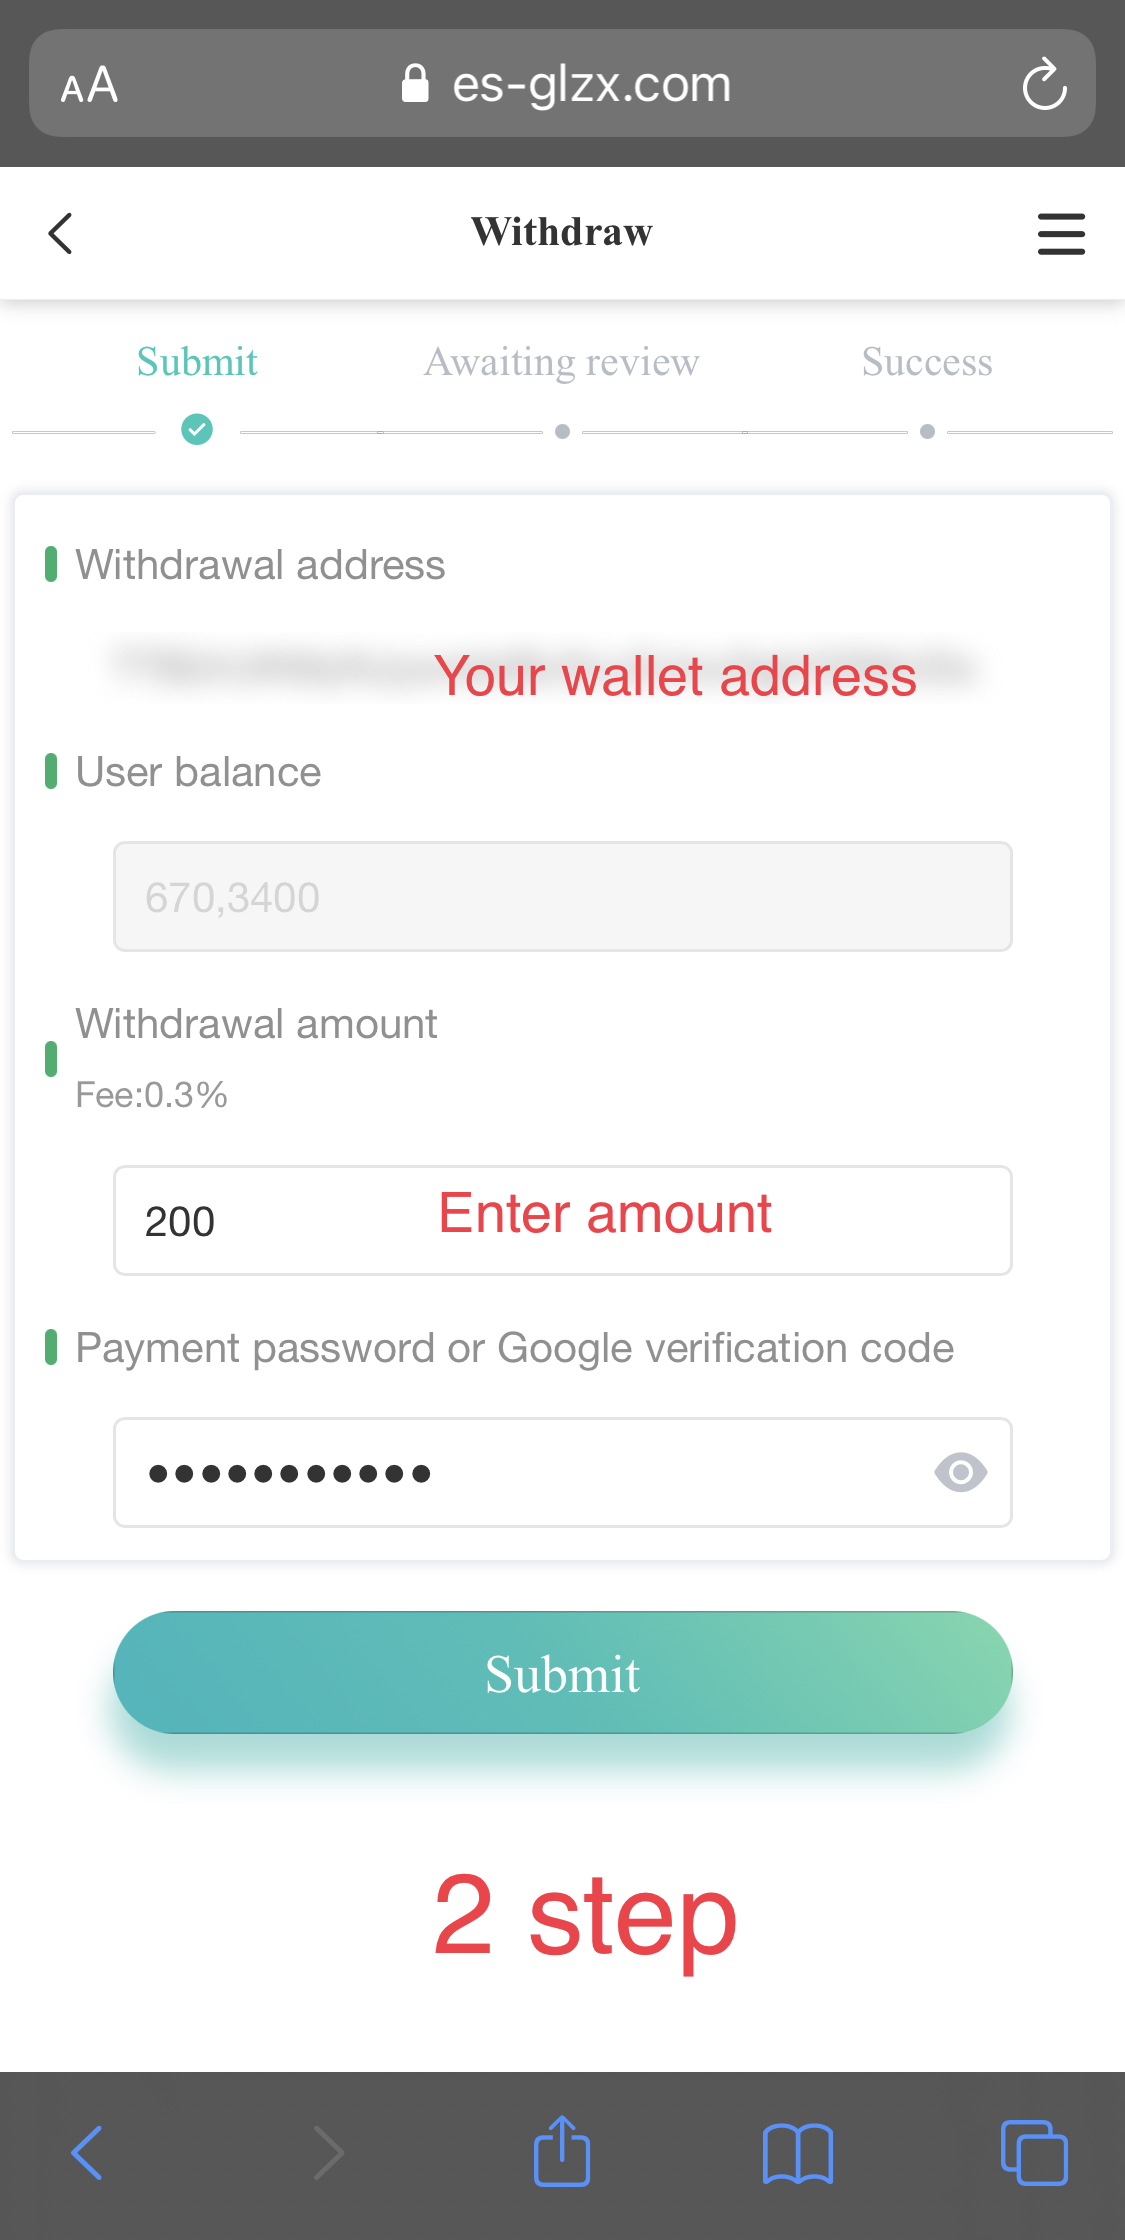 AA es-glzx.com
Withdraw
Submit Awaiting review Success
Withdrawal address
Your wallet address
User balance
670,3400
Withdrawal amount
Fee:0.3%
200 Enter amount
Payment password or Google verification code
Submit
2 step